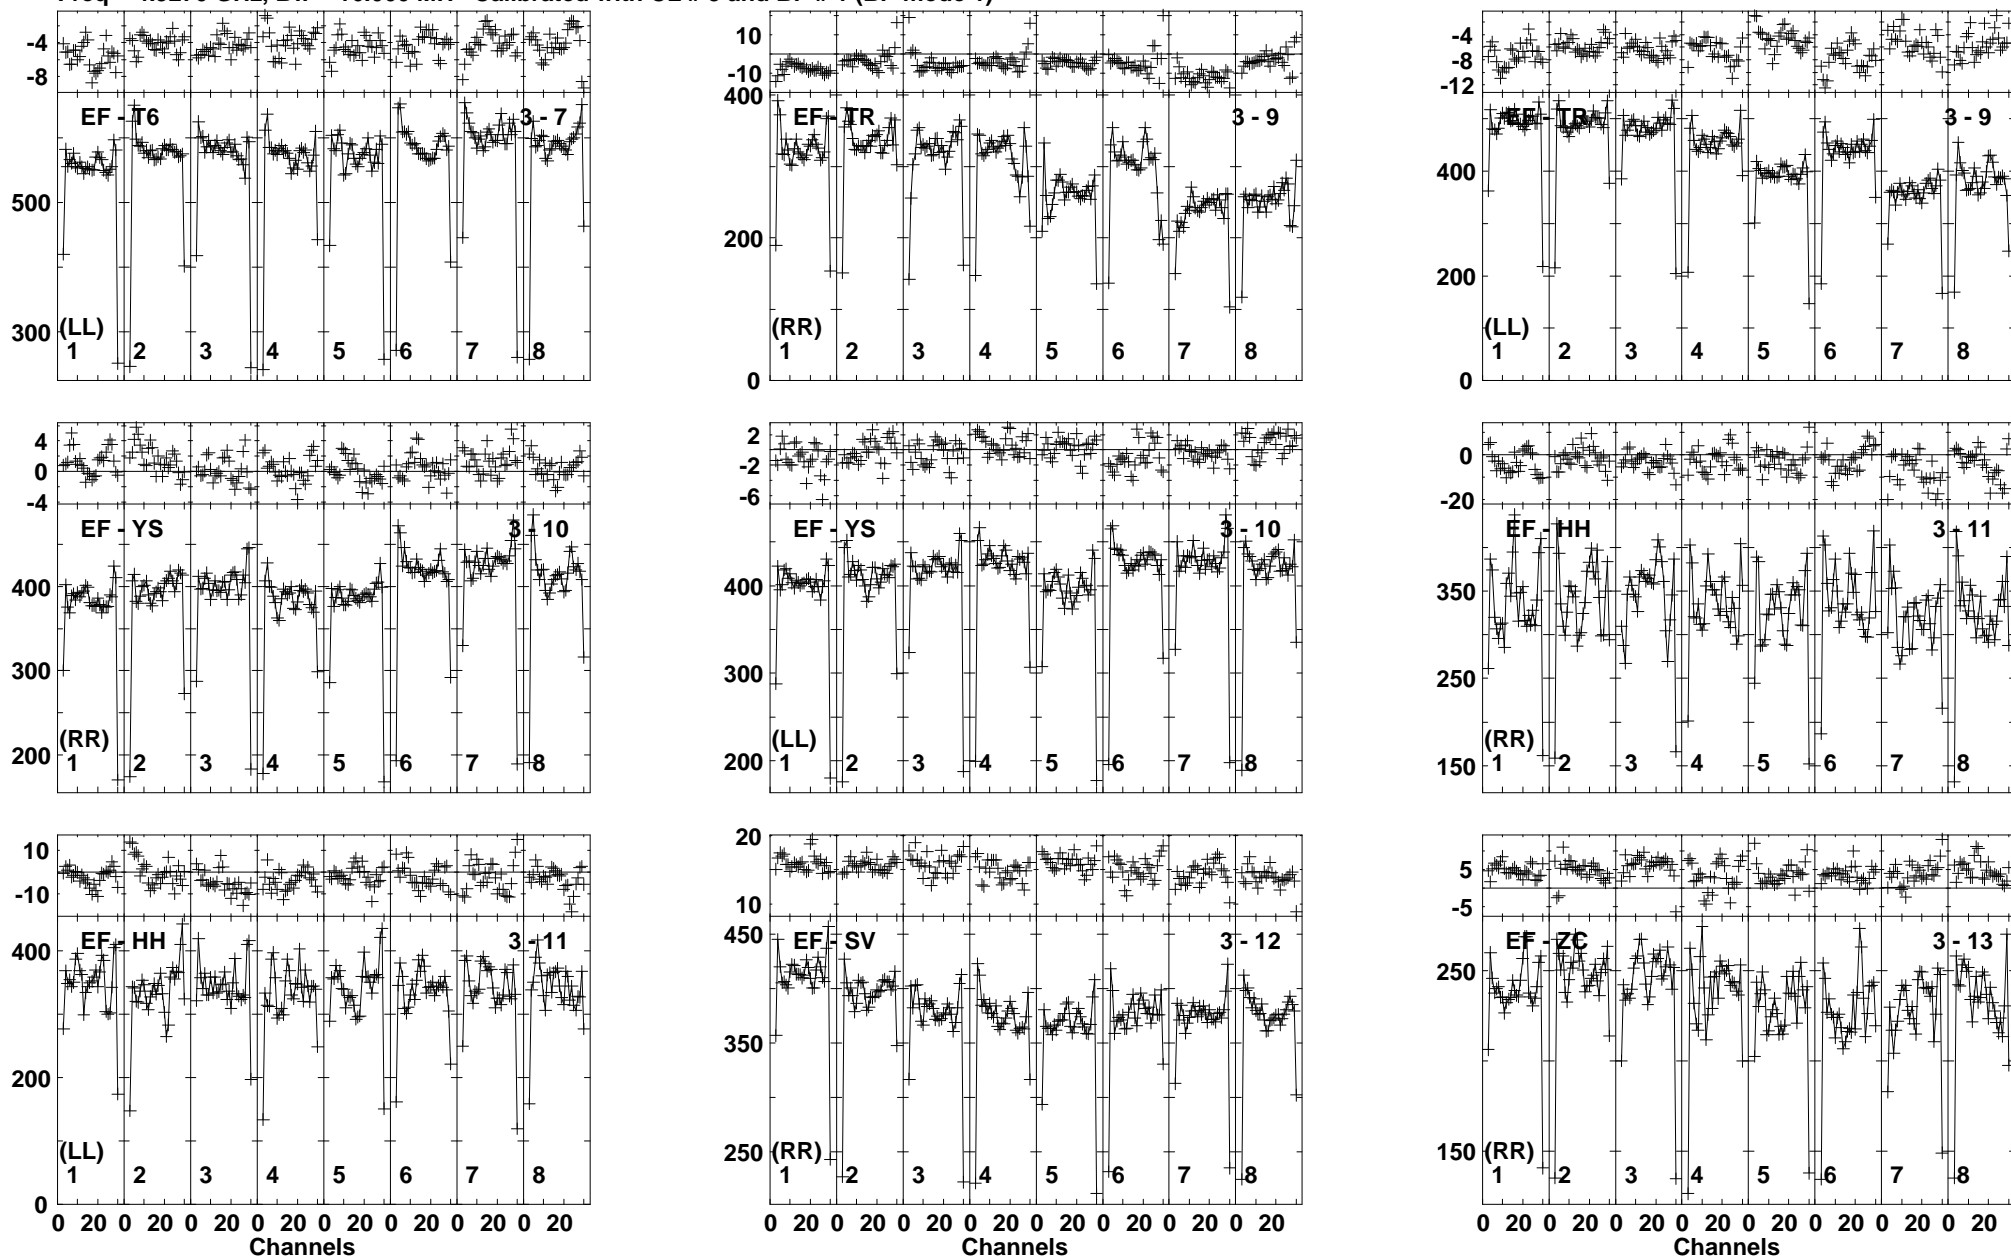 -4
-8
EF - T6
3 - 7
500
300
(LL)
1 2 3 4 5 6 7 8
10
-10
400
EF - TR
3 - 9
200
(RR)
1 2 3 4 5 6 7 8
0
-4
-8
-12
EF - TR
3 - 9
400
200
(LL)
1 2 3 4 5 6 7 8
0
4
0
-4
EF - YS
3 - 10
400
300
200
(RR)
1 2 3 4 5 6 7 8
2
-2
-6
EF - YS
3 - 10
400
300
200
(LL)
1 2 3 4 5 6 7 8
0
-20
EF - HH
3 - 11
350
250
150
(RR)
1 2 3 4 5 6 7 8
10
-10
EF - HH
3 - 11
400
200
(LL)
1 2 3 4 5 6 7 8
0
0 20 0 20 0 20 0 20 0 20 0 20 0 20 0 20
Channels
20
10
EF - SV
3 - 12
450
350
250
(RR)
1 2 3 4 5 6 7 8
0 20 0 20 0 20 0 20 0 20 0 20 0 20 0 20
Channels
5
-5
EF - ZC
3 - 13
250
150
(RR)
1 2 3 4 5 6 7 8
0 20 0 20 0 20 0 20 0 20 0 20 0 20 0 20
Channels